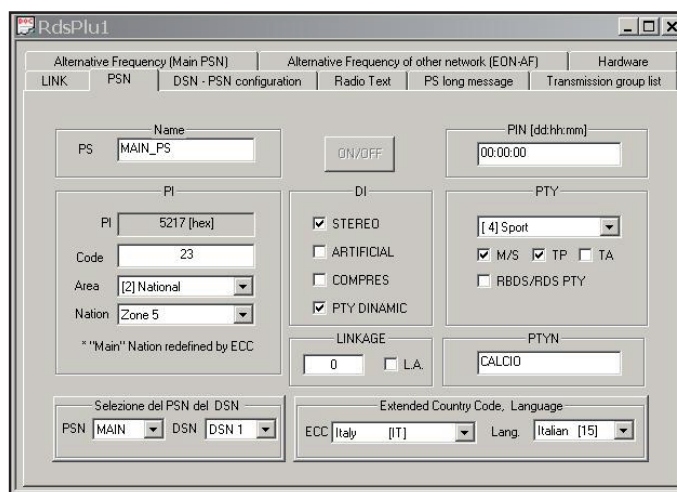 RdsPlu1
Alternative Frequency (Main PSN) Alternative Frequency of other network (EON-AF) Hardware
LINK PSN DSN - PSN configuration Radio Text PS long message Transmission group list
Name
PS MAIN_PS
ON/OFF
PIN [dd:hh:mm]
00:00:00
PI
PI 5217 [hex]
Code 23
Area [2] National
Nation Zone 5
* "Main" Nation redefined by ECC
DI
STEREO
ARTIFICIAL
COMPRES
PTY DINAMIC
PTY
[ 4] Sport
M/S TP TA
RBDS/RDS PTY
LINKAGE
0 L.A.
PTYN
CALCIO
Selezione del PSN del DSN
PSN MAIN DSN DSN 1
Extended Country Code, Language
ECC Italy [IT] Lang. Italian [15]